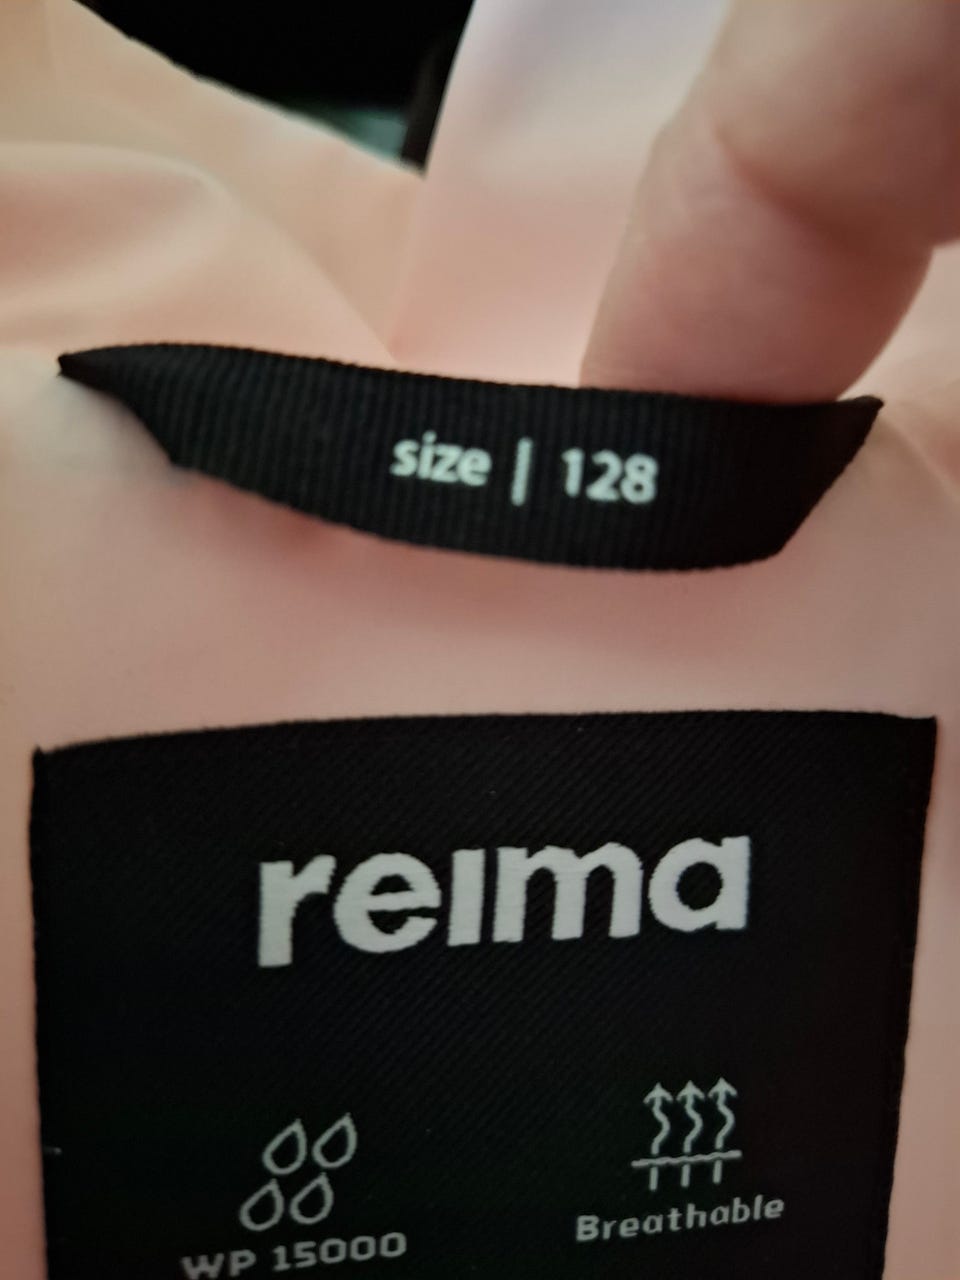 size | 128
reima
WP 15000
Breathable